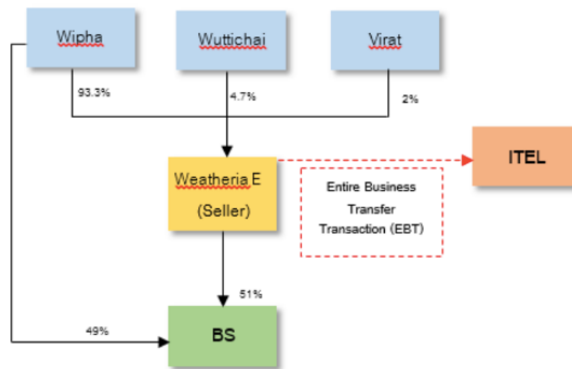 Wipha
Wuttichai
Virat
93.3%
4.7%
2%
Weatheria E
(Seller)
ITEL
Entire Business
Transfer
Transaction (EBT)
51%
49%
BS